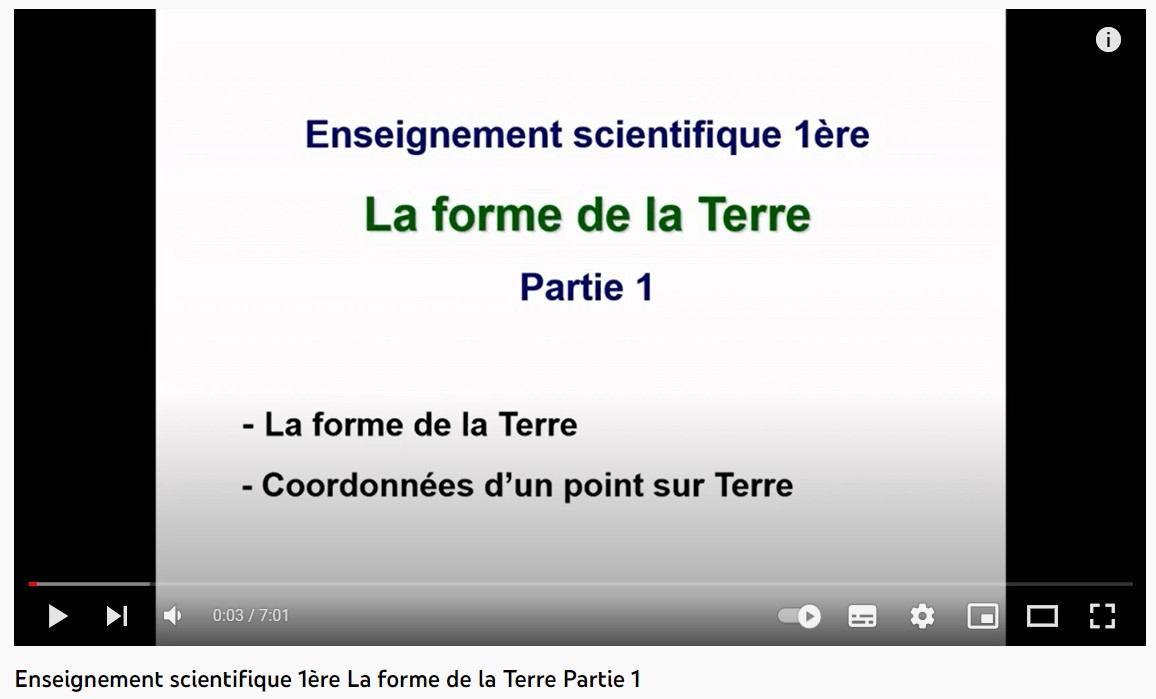 Enseignement scientifique 1ère
La forme de la Terre
Partie 1
- La forme de la Terre
- Coordonnées d'un point sur Terre
0:03 / 7:01
Enseignement scientifique 1ère La forme de la Terre Partie 1